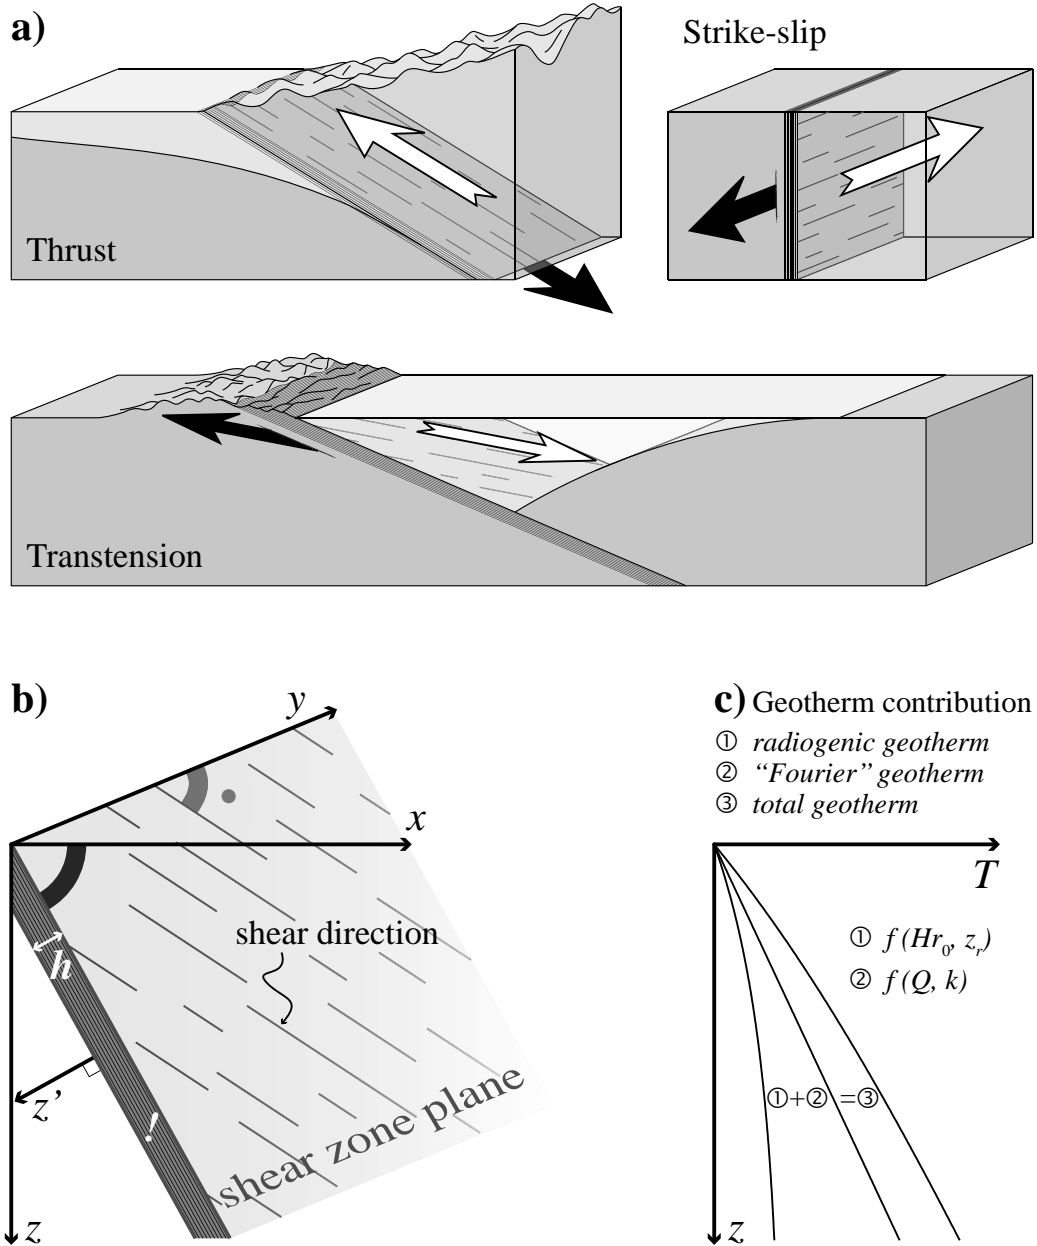 a)
Strike-slip
Thrust
Transtension
b)
y
x
shear direction
h
z’
!
shear zone plane
z
c) Geotherm contribution
① radiogenic geotherm
② “Fourier” geotherm
③ total geotherm
T
① f(Hr₀, zᵣ)
② f(Q, k)
①+② =③
z